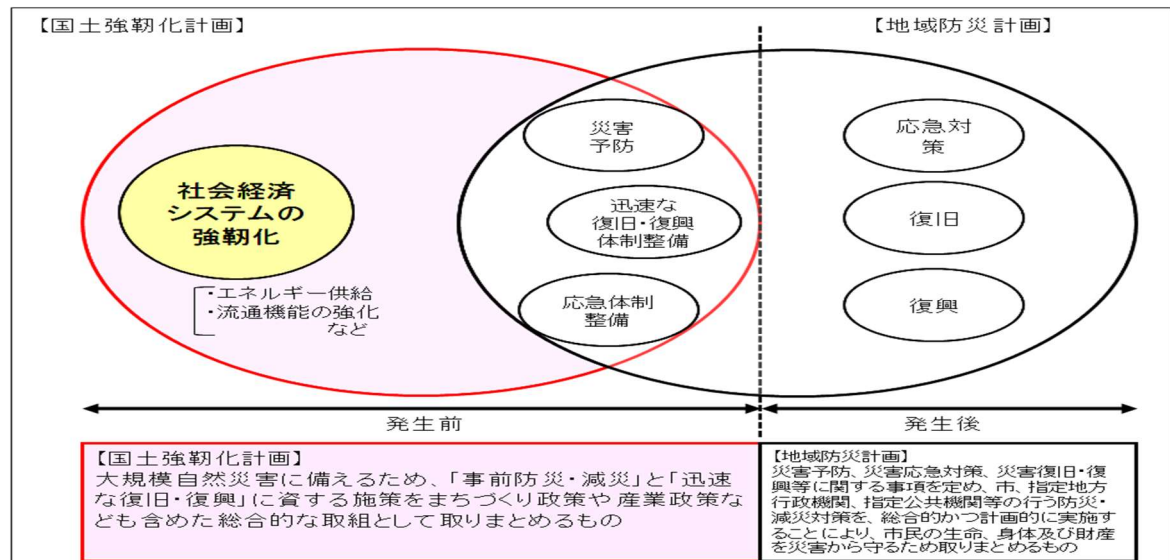 【国土強靭化計画】
【地域防災計画】
災害
予防
応急対
策
社会経済
システムの
強靭化
迅速な
復旧・復興
体制整備
復旧
・エネルギー供給
・流通機能の強化
など
応急体制
整備
復興
発生前
発生後
【国土強靭化計画】
大規模自然災害に備えるため、「事前防災・減災」と「迅速
な復旧・復興」に資する施策をまちづくり政策や産業政策な
ども含めた総合的な取組として取りまとめるもの
【地域防災計画】
災害予防、災害応急対策、災害復旧・復
興等に関する事項を定め、市、指定地方
行政機関、指定公共機関等の行う防災・
減災対策を、総合的かつ計画的に実施す
ることにより、市民の生命、身体及び財産
を災害から守るため取りまとめるもの